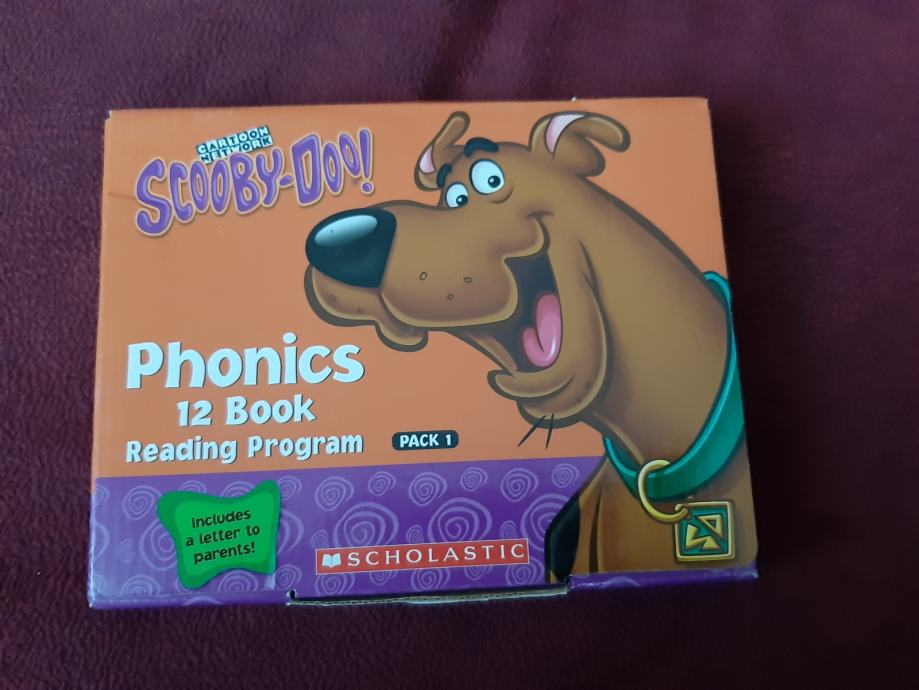 CARTOON
NETWORK
SCOOBY-DOO!
Phonics
12 Book
Reading Program
PACK 1
includes
a letter to
parents!
SCHOLASTIC